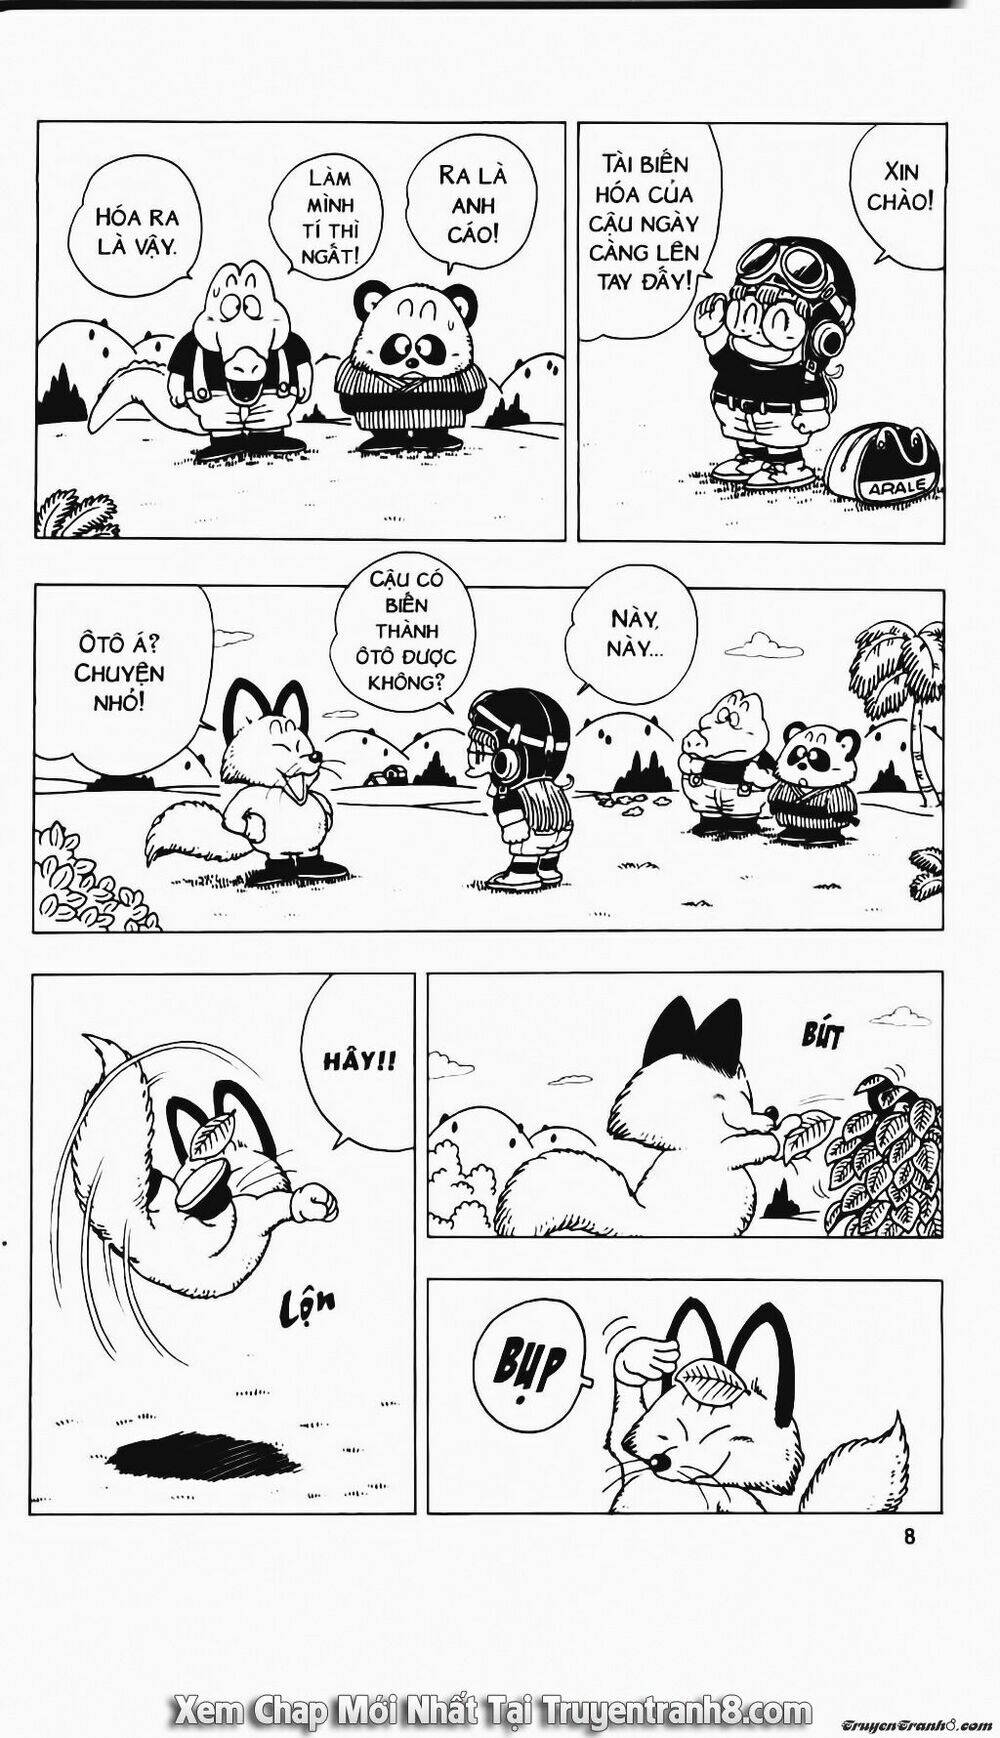 XIN
CHÀO!
TÀI BIẾN
HÓA CỦA
CẬU NGÀY
CÀNG LÊN
TAY ĐẤY!
ARALE
RA LÀ
ANH
CÁO!
LÀM
MÌNH
TÍ THÌ
NGẤT!
HÓA RA
LÀ VẬY.
NÀY,
NÀY...
CẬU CÓ
BIẾN
THÀNH
ÔTÔ ĐƯỢC
KHÔNG?
ÔTÔ Á?
CHUYỆN
NHỎ!
BÚT
BỤP
HÂY!!
LỘN
8
Xem Chap Mới Nhất Tại Truyentranh8.com
TruyenTranh8.com